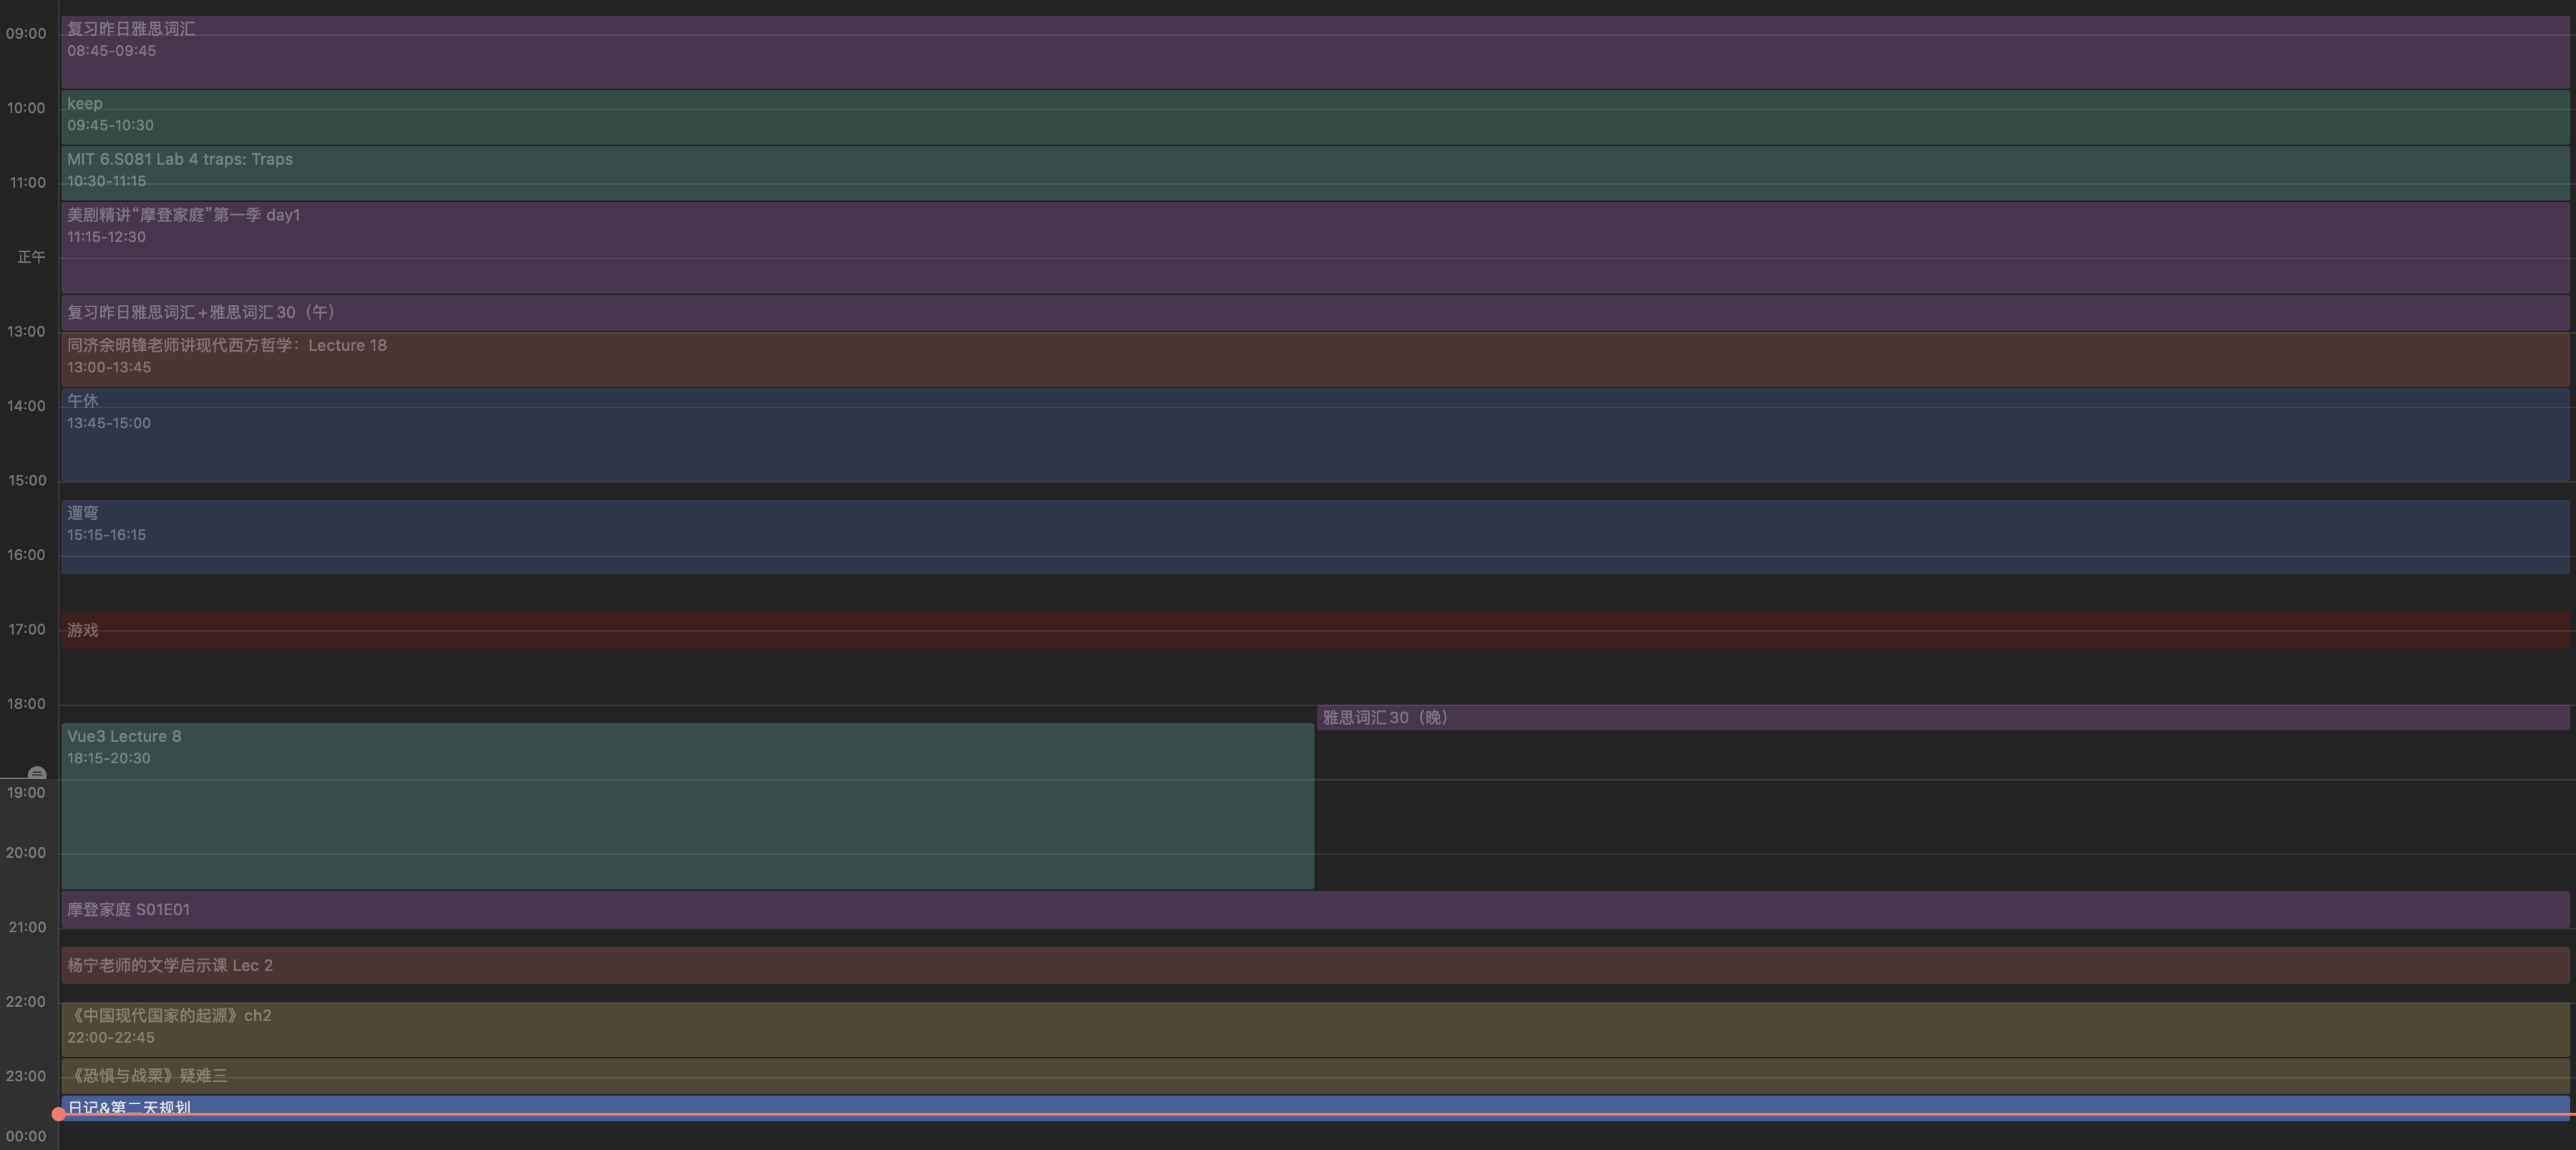 09:00
复习昨日雅思词汇
08:45-09:45
10:00
keep
09:45-10:30
MIT 6.S081 Lab 4 traps: Traps
11:00
10:30-11:15
美剧精讲“摩登家庭”第一季 day1
11:15-12:30
正午
复习昨日雅思词汇+雅思词汇30（午）
13:00
同济余明锋老师讲现代西方哲学：Lecture 18
13:00-13:45
14:00
午休
13:45-15:00
15:00
遛弯
15:15-16:15
16:00
17:00
游戏
18:00
雅思词汇30（晚）
Vue3 Lecture 8
18:15-20:30
19:00
20:00
摩登家庭 S01E01
21:00
杨宁老师的文学启示课 Lec 2
22:00
《中国现代国家的起源》ch2
22:00-22:45
23:00
《恐惧与战栗》疑难三
日记&第二天规划
00:00